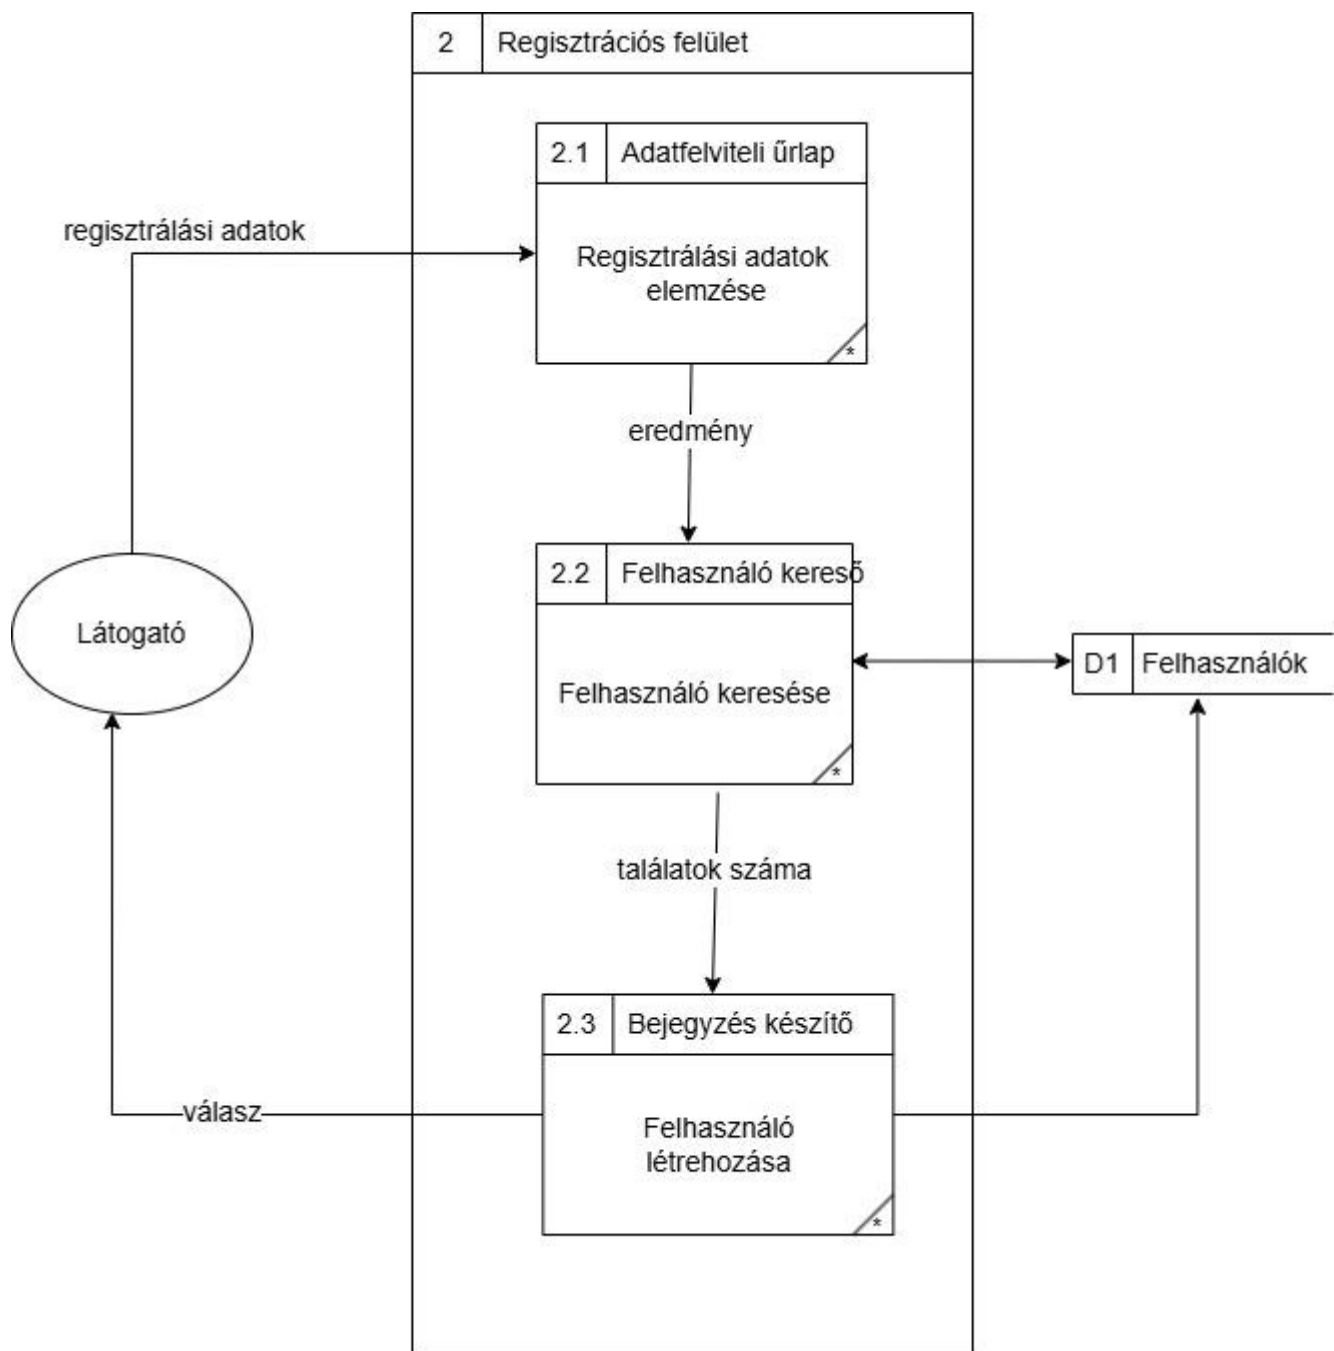 2 Regisztrációs felület
2.1 Adatfelviteli űrlap
regisztrálási adatok
Regisztrálási adatok
elemzése
*
eredmény
2.2 Felhasználó kereső
Látogató
D1 Felhasználók
Felhasználó keresése
*
találatok száma
2.3 Bejegyzés készítő
válasz
Felhasználó
létrehozása
*